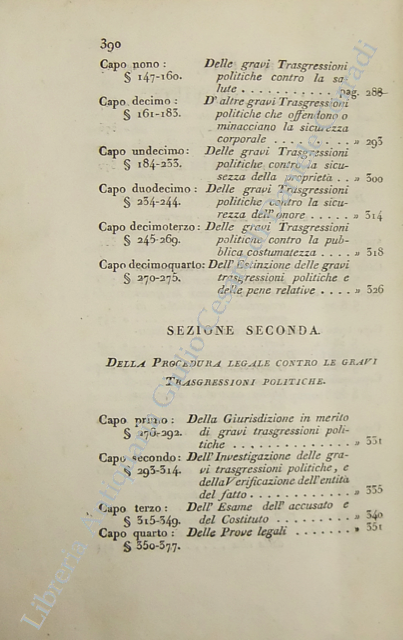 390
Capo nono : Delle gravi Trasgressioni
§ 147-160. politiche contro la sa
lute . . . . . . . . . . . pag. 288
Capo decimo : D' altre gravi Trasgressioni
§ 161-183. politiche che offendono o
minacciano la sicurezza
corporale . . . . . . . . . » 293
Capo undecimo: Delle gravi Trasgressioni
§ 184-233. politiche contro la sicu-
sezza della proprietà . . » 300
Capo duodecimo : Delle gravi Trasgressioni
§ 234-244. politiche contro la sicu-
rezza dell' onore . . . . . » 314
Capo decimoterzo : Delle gravi Trasgressioni
§ 245-269. politiche contro la pub-
blica costumatezza . . . . » 318
Capo decimoquarto: Dell' Estinzione delle gravi
§ 270-275. trasgressioni politiche e
delle pene relative . . . . » 326
SEZIONE SECONDA.
DELLA PROCEDURA LEGALE CONTRO LE GRAVI
TRASGRESSIONI POLITICHE.
Capo primo : Della Giurisdizione in merito
§ 276-292. di gravi trasgressioni poli-
tiche . . . . . . . . . . . . . » 331
Capo secondo: Dell' Investigazione delle gra-
§ 293-314. vi trasgressioni politiche, e
della Verificazione dell' entità
del fatto . . . . . . . . . . . » 335
Capo terzo : Dell' Esame dell' accusato e
§ 315-349. del Costituto . . . . . . . . » 340
Capo quarto : Delle Prove legali . . . . . . . » 351
§ 350-377.
Libreria Antiquaria Giulio Cesare di Daniele Corradi